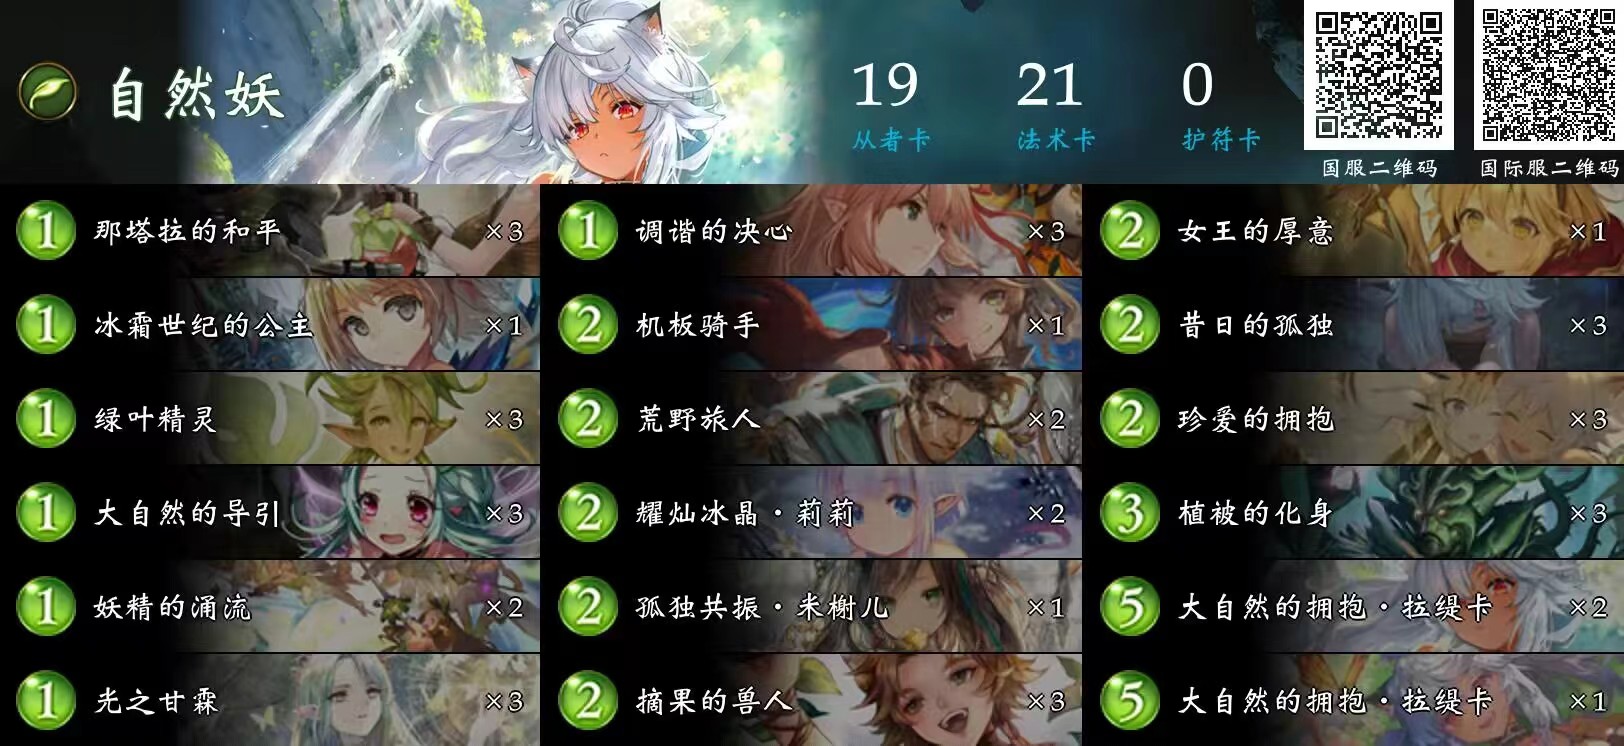 自然妖
19 21 0
从者卡 法术卡 护符卡
国服二维码 国际服二维码
1 那塔拉的和平 ×3
1 冰霜世纪的公主 ×1
1 绿叶精灵 ×3
1 大自然的导引 ×3
1 妖精的涌流 ×2
1 光之甘霖 ×3
1 调谐的决心 ×3
2 机板骑手 ×1
2 荒野旅人 ×2
2 耀灿冰晶·莉莉 ×2
2 孤独共振·米榭儿 ×1
2 摘果的兽人 ×3
2 女王的厚意 ×1
2 昔日的孤独 ×3
2 珍爱的拥抱 ×3
3 植被的化身 ×3
5 大自然的拥抱·拉缇卡 ×2
5 大自然的拥抱·拉缇卡 ×1